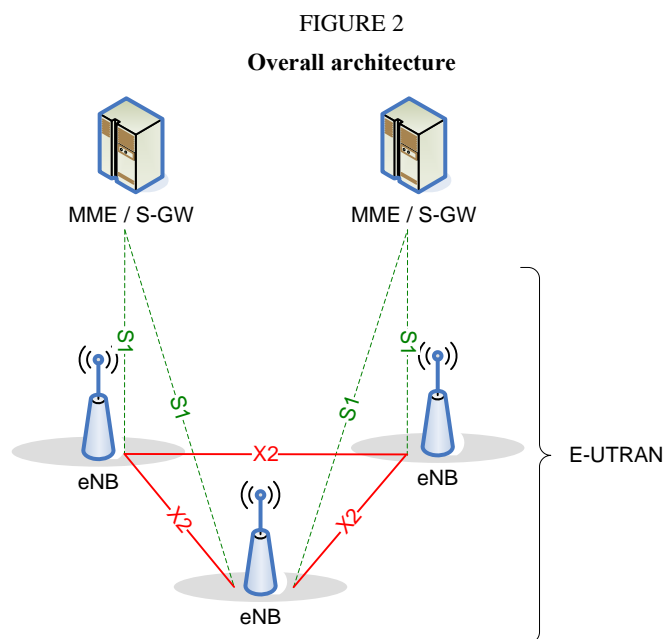 FIGURE 2
Overall architecture
MME / S-GW
MME / S-GW
S1
S1
S1
S1
eNB
X2
eNB
E-UTRAN
X2
X2
eNB